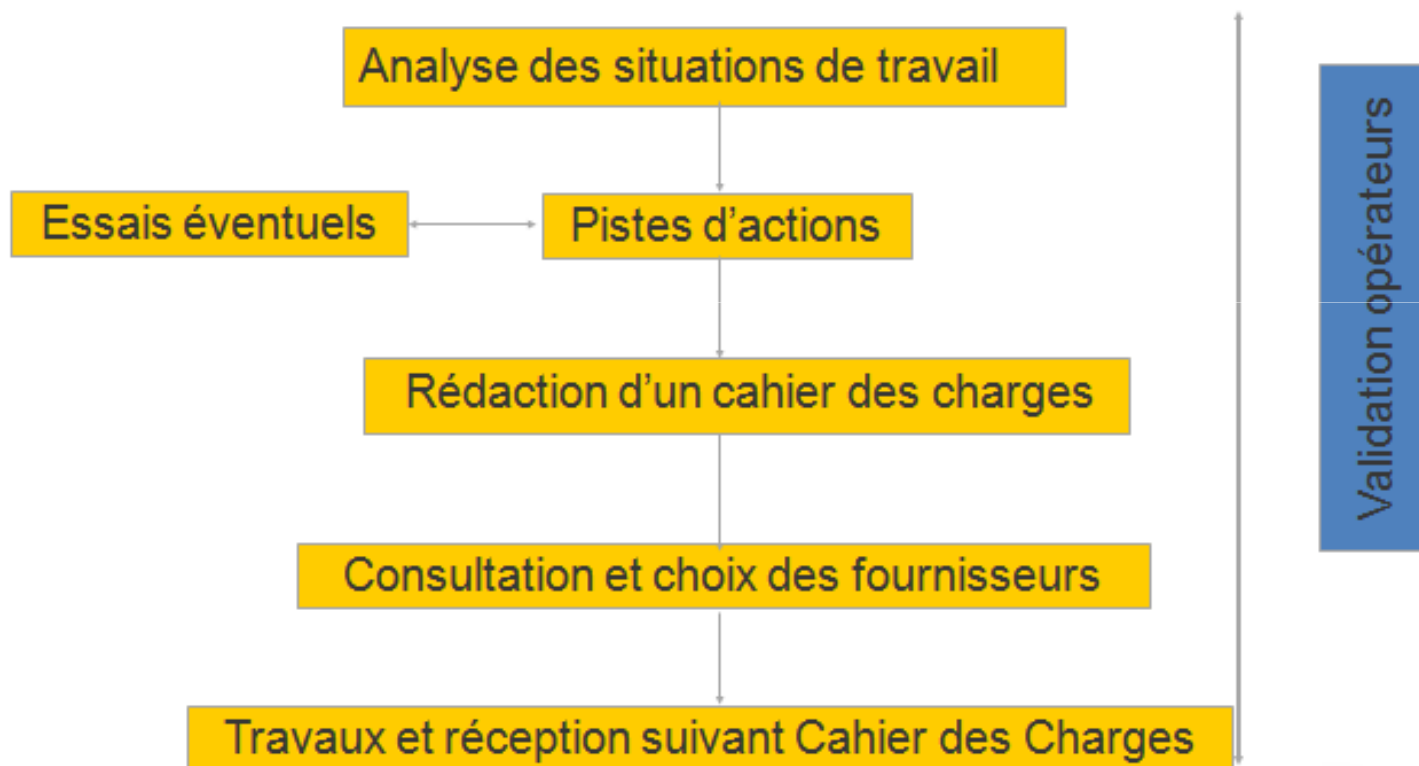 Analyse des situations de travail
Essais éventuels
Pistes d’actions
Rédaction d’un cahier des charges
Consultation et choix des fournisseurs
Travaux et réception suivant Cahier des Charges
Validation opérateurs